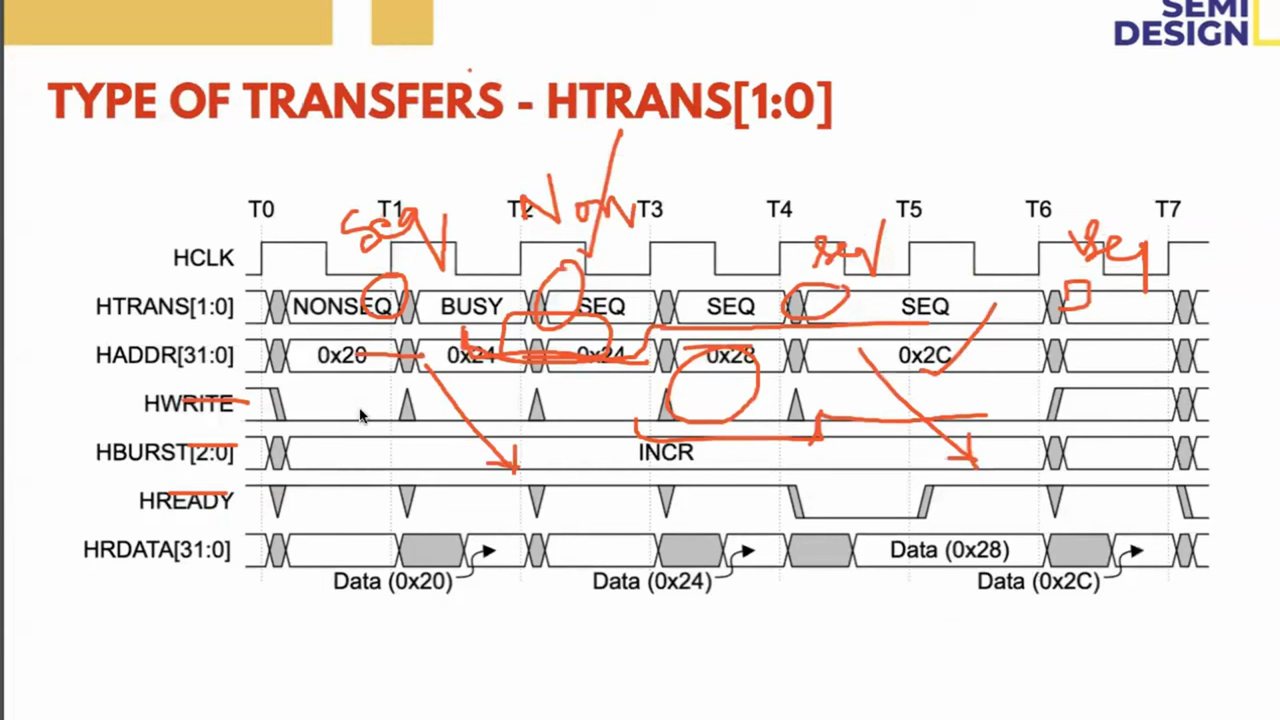 SEMI
DESIGN
TYPE OF TRANSFERS - HTRANS[1:0]
T0 T1 T2 T3 T4 T5 T6 T7
Seq Non seq Seq
HCLK
HTRANS[1:0] NONSEQ BUSY SEQ SEQ SEQ
HADDR[31:0] 0x20 0x24 0x24 0x28 0x2C
HWRITE
HBURST[2:0] INCR
HREADY
HRDATA[31:0] Data (0x28)
Data (0x20) Data (0x24) Data (0x2C)